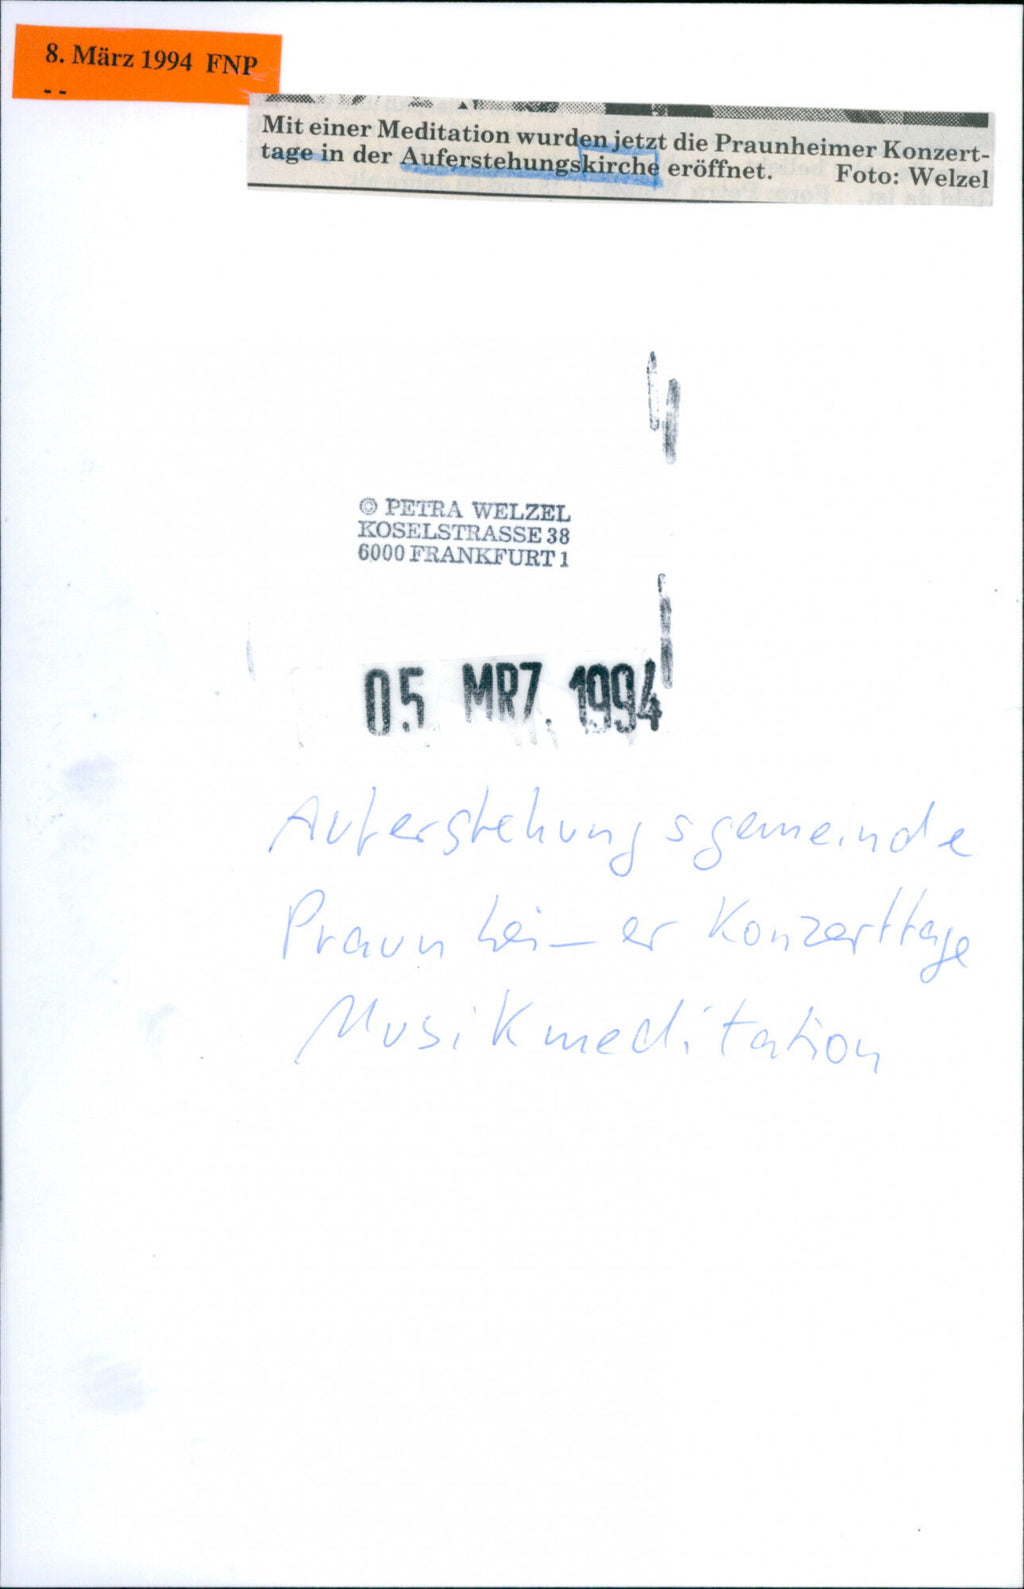 8. März 1994 FNP
--
Mit einer Meditation wurden jetzt die Praunheimer Konzert-
tage in der Auferstehungskirche eröffnet. Foto: Welzel
© PETRA WELZEL
KOSELSTRASSE 38
6000 FRANKFURT 1
05 MRZ. 1994
Auferstehungsgemeinde
Praunheimer Konzerttage
Musikmeditation